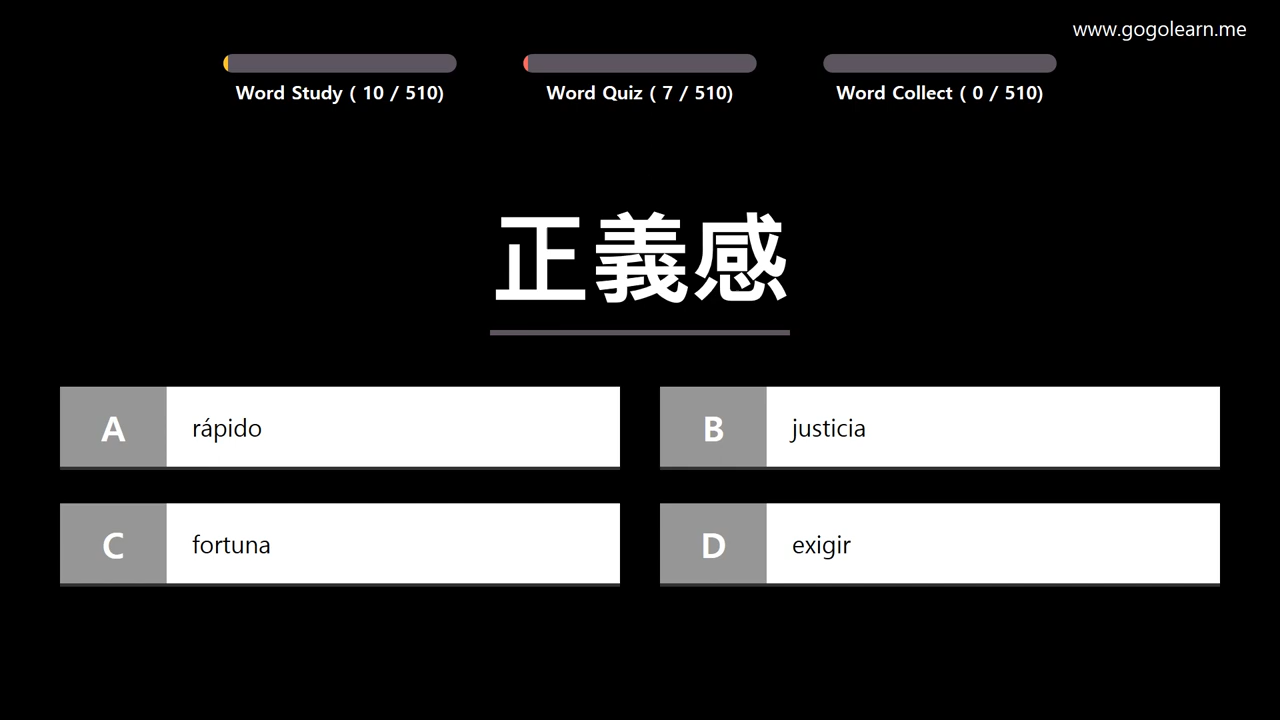 www.gogolearn.me
Word Study ( 10 / 510)
Word Quiz ( 7 / 510)
Word Collect ( 0 / 510)
正義感
A rápido
B justicia
C fortuna
D exigir